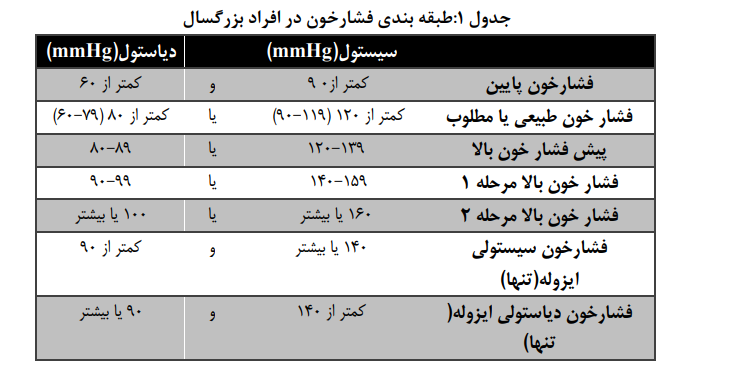 جدول ۱:طبقه بندی فشارخون در افراد بزرگسال
سیستول(mmHg) دیاستول(mmHg)
فشارخون پایین کمتر از۹۰ و کمتر از ۶۰
فشار خون طبیعی یا مطلوب کمتر از ۱۲۰ (۱۱۹-۹۰) یا کمتر از ۸۰ (۷۹-۶۰)
پیش فشار خون بالا ۱۳۹-۱۲۰ یا ۸۹-۸۰
فشار خون بالا مرحله ۱ ۱۵۹-۱۴۰ یا ۹۹-۹۰
فشار خون بالا مرحله ۲ ۱۶۰ یا بیشتر یا ۱۰۰ یا بیشتر
فشارخون سیستولی ۱۴۰ یا بیشتر و کمتر از ۹۰
ایزوله(تنها)
فشارخون دیاستولی ایزوله( کمتر از ۱۴۰ و ۹۰ یا بیشتر
تنها)